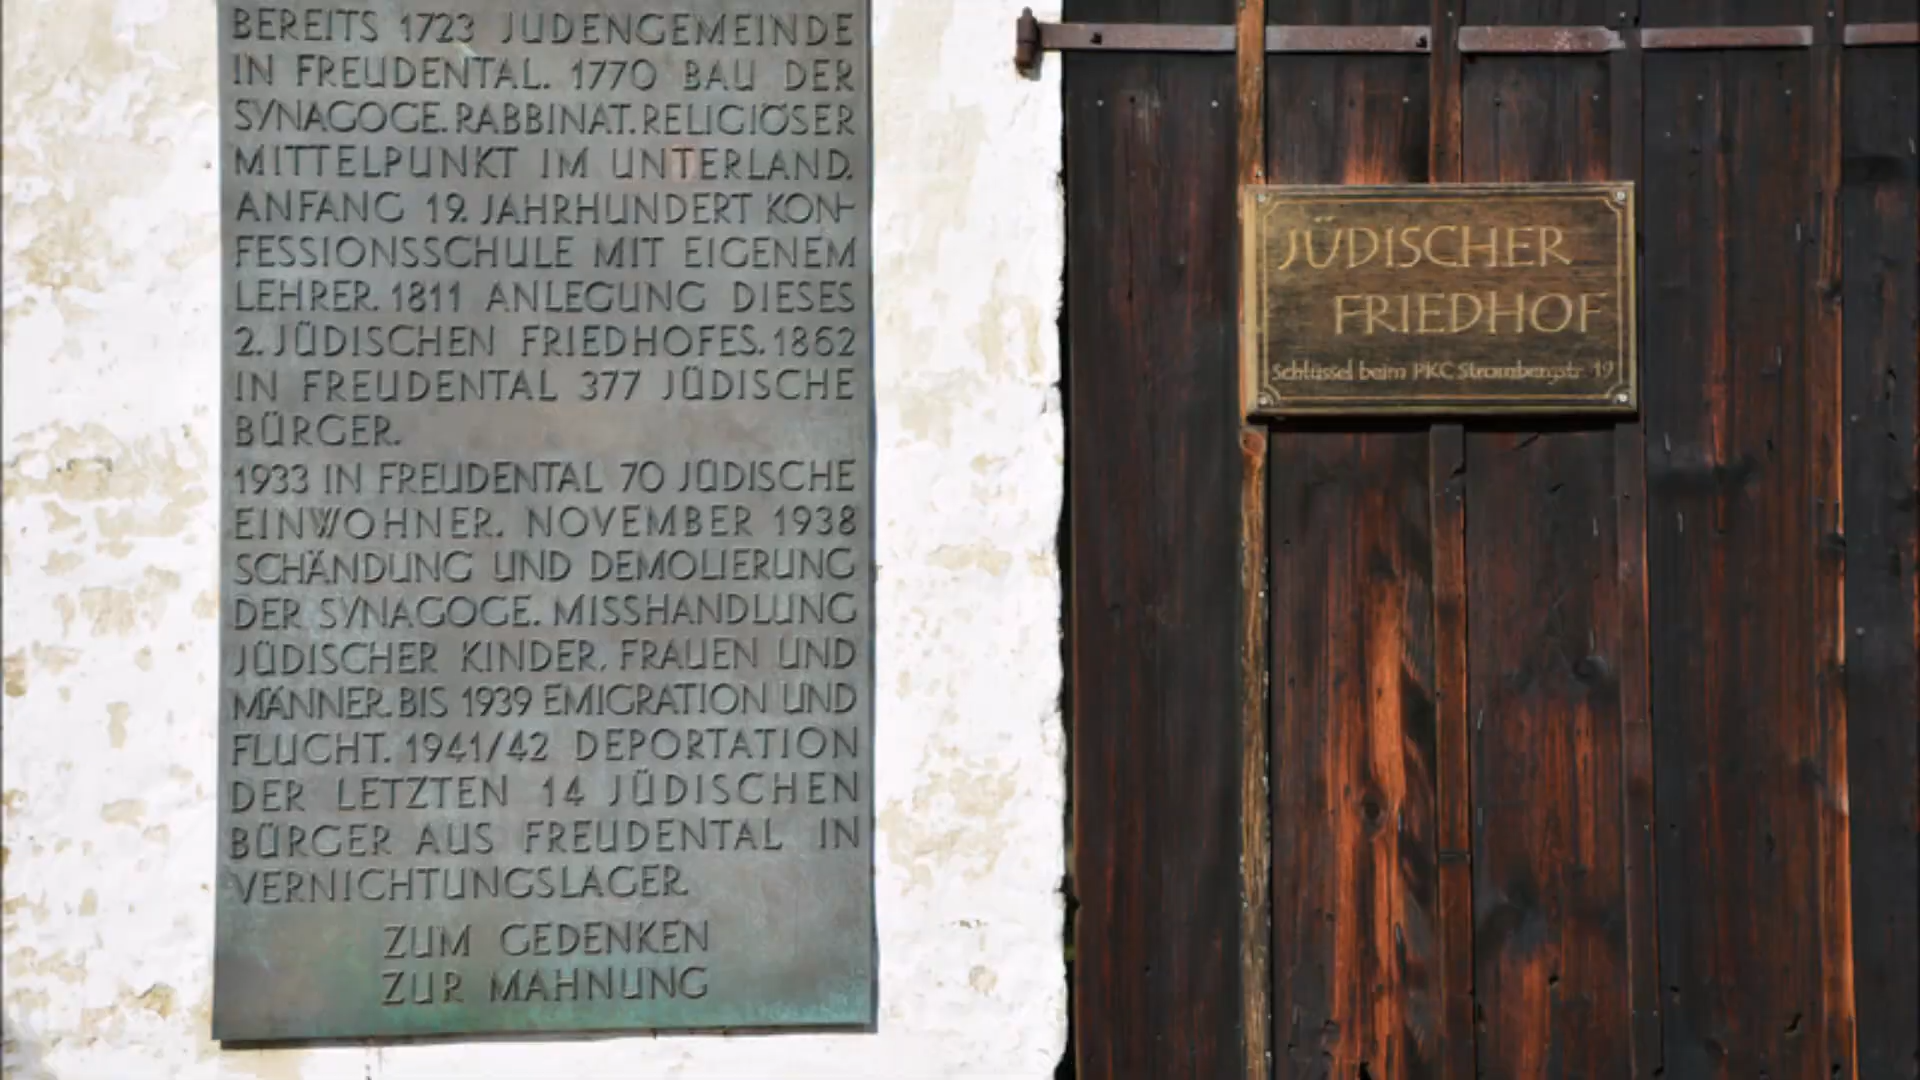 BEREITS 1723 JUDENGEMEINDE
IN FREUDENTAL. 1770 BAU DER
SYNAGOGE. RABBINAT. RELIGIÖSER
MITTELPUNKT IM UNTERLAND.
ANFANG 19. JAHRHUNDERT KON-
FESSIONSSCHULE MIT EIGENEM
LEHRER. 1811 ANLEGUNG DIESES
2. JÜDISCHEN FRIEDHOFES. 1862
IN FREUDENTAL 377 JÜDISCHE
BÜRGER.
1933 IN FREUDENTAL 70 JÜDISCHE
EINWOHNER. NOVEMBER 1938
SCHÄNDUNG UND DEMOLIERUNG
DER SYNAGOGE. MISSHANDLUNG
JÜDISCHER KINDER, FRAUEN UND
MÄNNER. BIS 1939 EMIGRATION UND
FLUCHT. 1941/42 DEPORTATION
DER LETZTEN 14 JÜDISCHEN
BÜRGER AUS FREUDENTAL IN
VERNICHTUNGSLAGER.
ZUM GEDENKEN
ZUR MAHNUNG
JÜDISCHER
FRIEDHOF
Schlüssel beim PKC Strombergstr. 19